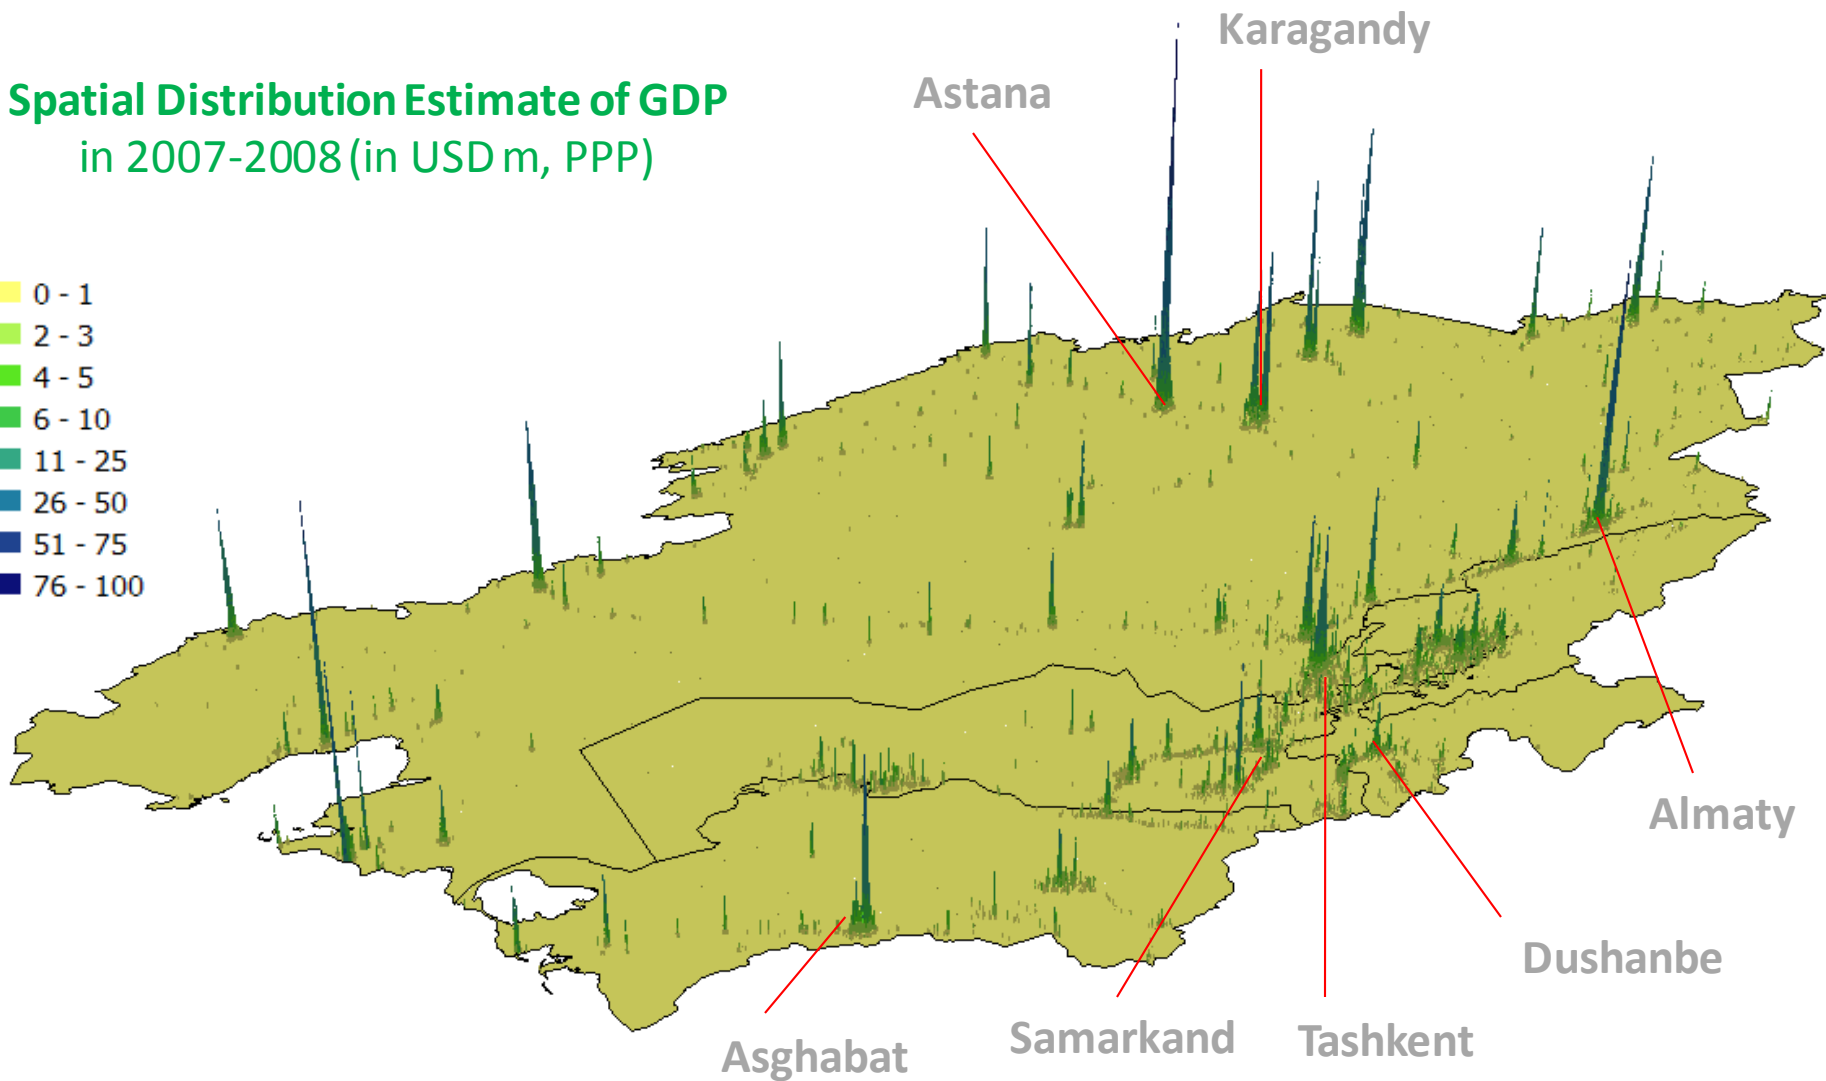 Karagandy
Astana
Spatial Distribution Estimate of GDP
in 2007-2008 (in USD m, PPP)
0 - 1
2 - 3
4 - 5
6 - 10
11 - 25
26 - 50
51 - 75
76 - 100
Almaty
Dushanbe
Samarkand
Tashkent
Asghabat